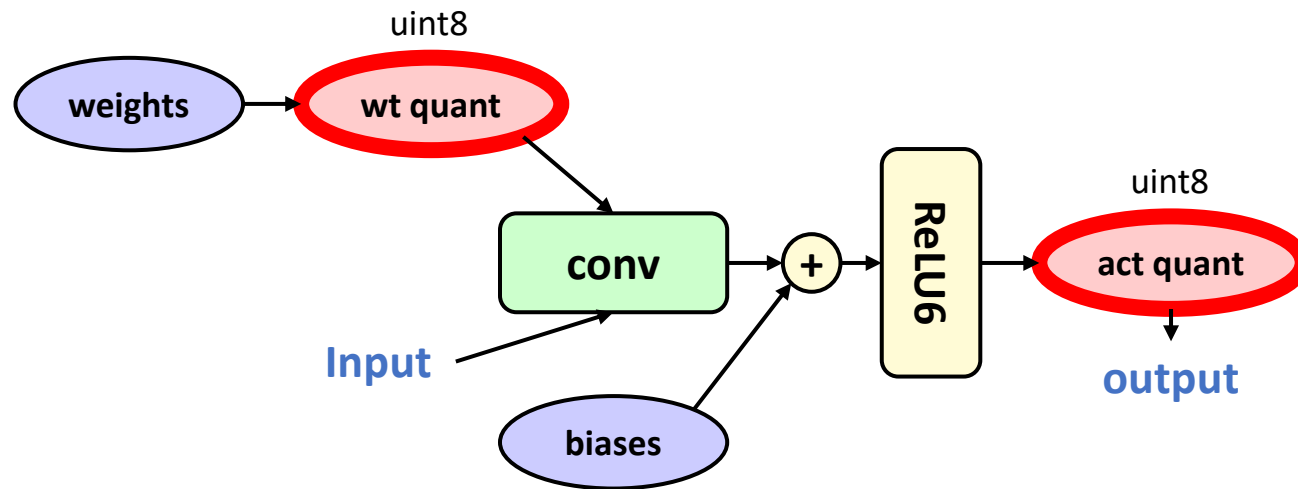 uint8
weights
wt quant
uint8
conv
+
ReLU6
act quant
Input
output
biases